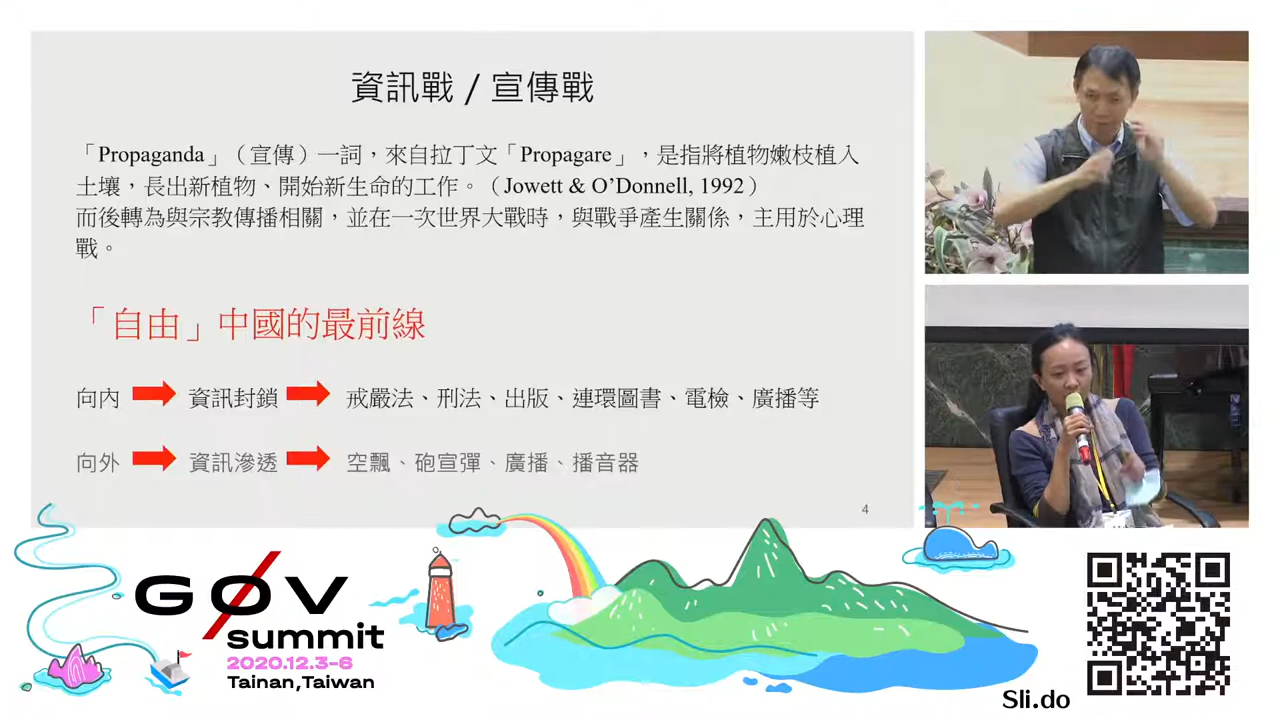 資訊戰 / 宣傳戰
「Propaganda」（宣傳）一詞，來自拉丁文「Propagare」，是指將植物嫩枝植入
土壤，長出新植物、開始新生命的工作。（Jowett & O’Donnell, 1992）
而後轉為與宗教傳播相關，並在一次世界大戰時，與戰爭產生關係，主用於心理
戰。
「自由」中國的最前線
向內 資訊封鎖 戒嚴法、刑法、出版、連環圖書、電檢、廣播等
向外 資訊滲透 空飄、砲宣彈、廣播、播音器
4
GØV
summit
2020.12.3-6
Tainan,Taiwan
Sli.do